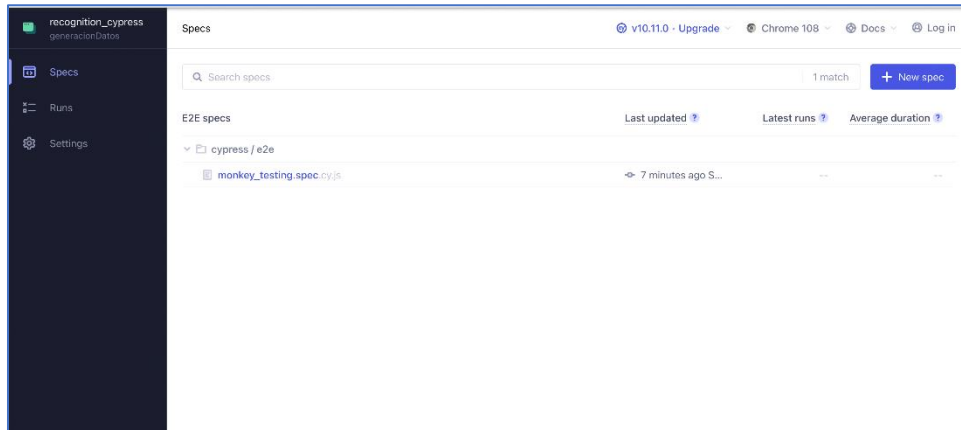 recognition_cypress
generacionDatos
Specs
Runs
Settings
Specs
v10.11.0 - Upgrade
Chrome 108
Docs
Log in
Search specs
1 match
+ New spec
E2E specs
Last updated ?
Latest runs ?
Average duration ?
cypress / e2e
monkey_testing.spec.cy.js
7 minutes ago S...
--
--